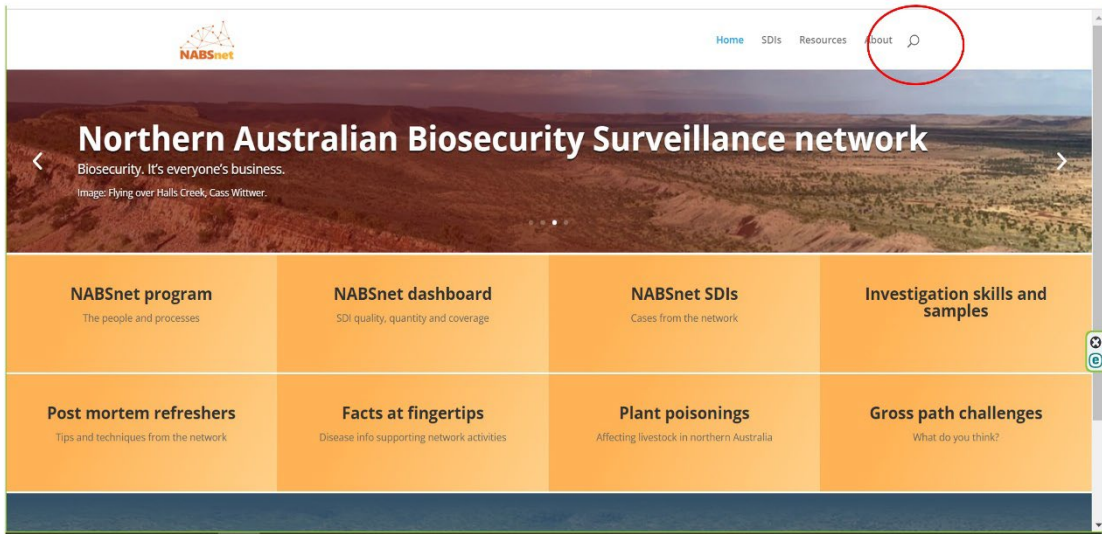 NABSnet
Home SDIs Resources About
Northern Australian Biosecurity Surveillance network
Biosecurity. It's everyone's business.
Image: Flying over Halls Creek, Cass Wittwer.
NABSnet program
The people and processes
NABSnet dashboard
SDI quality, quantity and coverage
NABSnet SDIs
Cases from the network
Investigation skills and
samples
Post mortem refreshers
Tips and techniques from the network
Facts at fingertips
Disease info supporting network activities
Plant poisonings
Affecting livestock in northern Australia
Gross path challenges
What do you think?
e